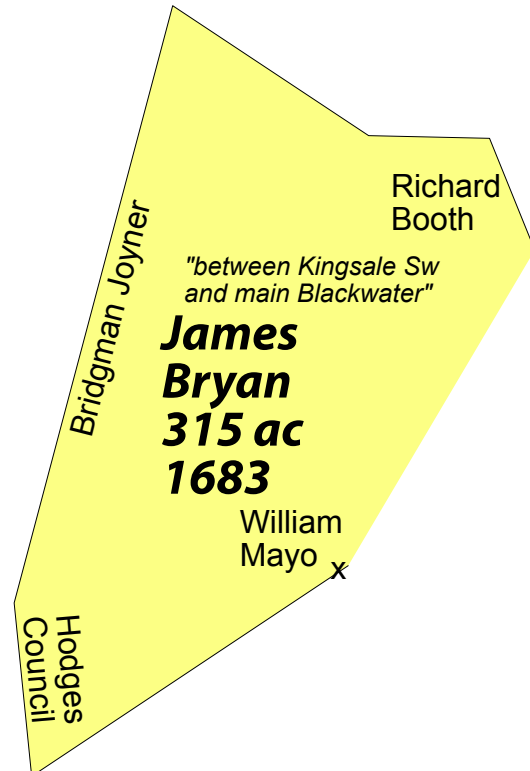 Richard
Booth
Bridgman Joyner
"between Kingsale Sw
and main Blackwater"
James
Bryan
315 ac
1683
William
Mayo
x
Hodges
Council